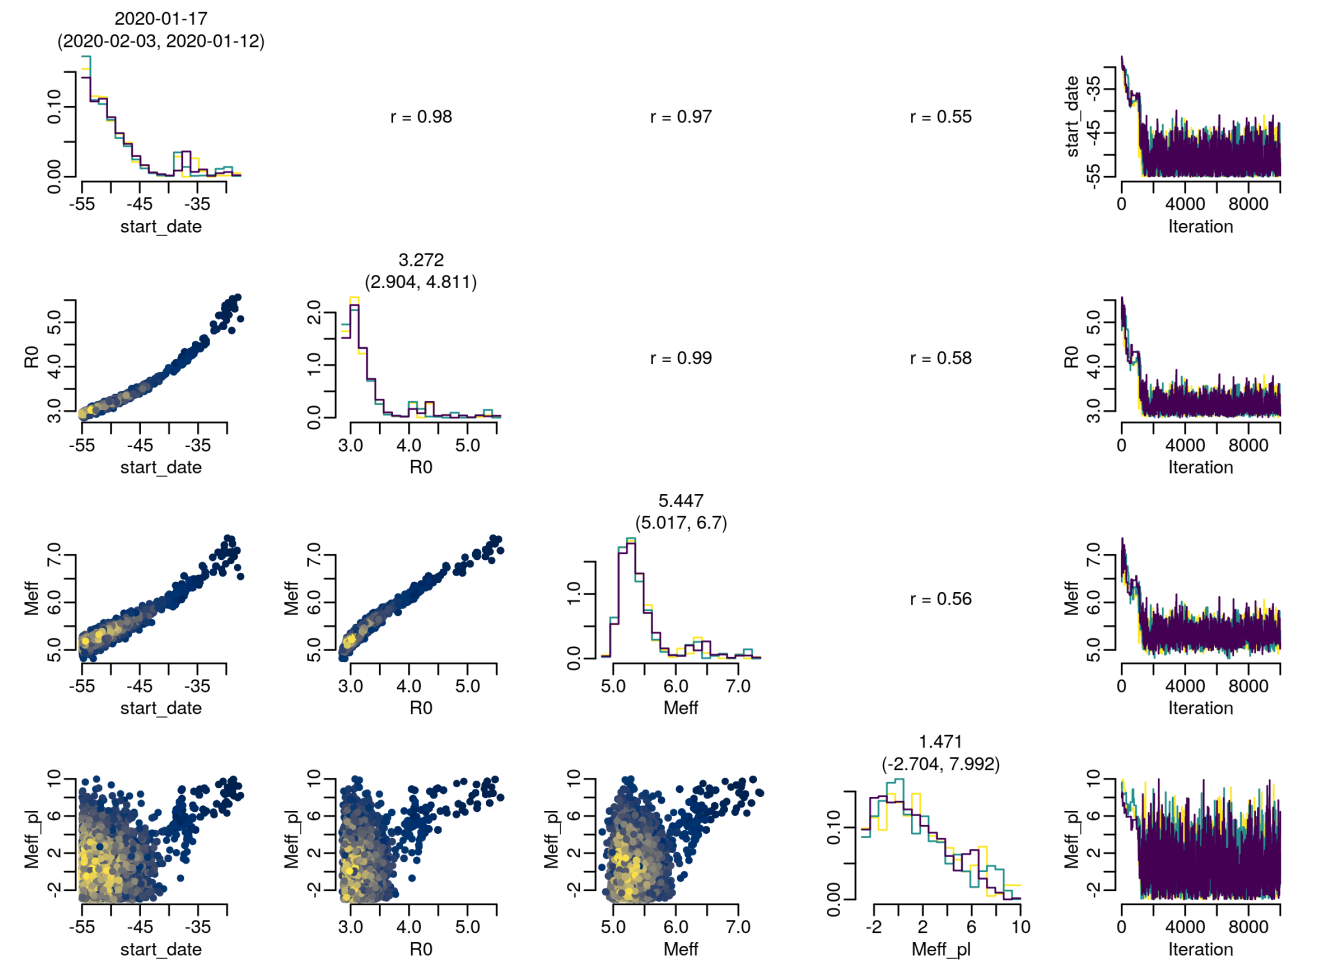 2020-01-17
(2020-02-03, 2020-01-12)
0.00 0.10
-55 -45 -35
start_date
r = 0.98
r = 0.97
r = 0.55
start_date
-55 -45 -35
0 4000 8000
Iteration
R0
3.0 4.0 5.0
-55 -45 -35
start_date
3.272
(2.904, 4.811)
0.0 1.0 2.0
3.0 4.0 5.0
R0
r = 0.99
r = 0.58
R0
3.0 4.0 5.0
0 4000 8000
Iteration
Meff
5.0 6.0 7.0
-55 -45 -35
start_date
Meff
5.0 6.0 7.0
3.0 4.0 5.0
R0
5.447
(5.017, 6.7)
0.0 1.0
5.0 6.0 7.0
Meff
r = 0.56
Meff
5.0 6.0 7.0
0 4000 8000
Iteration
Meff_pl
-2 2 6 10
-55 -45 -35
start_date
Meff_pl
-2 2 6 10
3.0 4.0 5.0
R0
Meff_pl
-2 2 6 10
5.0 6.0 7.0
Meff
1.471
(-2.704, 7.992)
0.00 0.10
-2 2 6 10
Meff_pl
Meff_pl
-2 2 6 10
0 4000 8000
Iteration